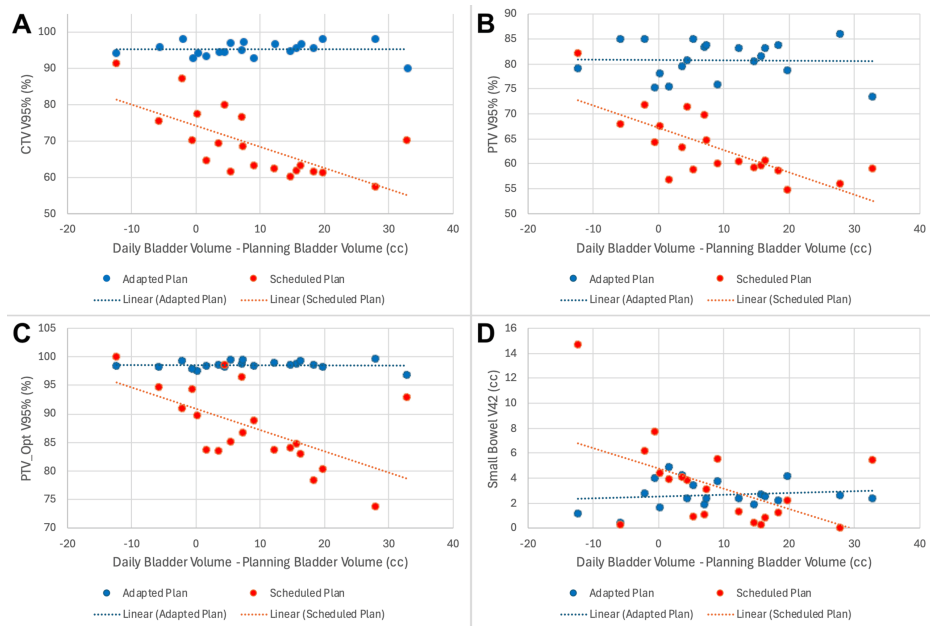 A
100
90
80
70
60
50
CTV V95% (%)
-20 -10 0 10 20 30 40
Daily Bladder Volume - Planning Bladder Volume (cc)
Adapted Plan Scheduled Plan
Linear (Adapted Plan) Linear (Scheduled Plan)
B
90
85
80
75
70
65
60
55
50
PTV V95% (%)
-20 -10 0 10 20 30 40
Daily Bladder Volume - Planning Bladder Volume (cc)
Adapted Plan Scheduled Plan
Linear (Adapted Plan) Linear (Scheduled Plan)
C
105
100
95
90
85
80
75
70
PTV_Opt V95% (%)
-20 -10 0 10 20 30 40
Daily Bladder Volume - Planning Bladder Volume (cc)
Adapted Plan Scheduled Plan
Linear (Adapted Plan) Linear (Scheduled Plan)
D
16
14
12
10
8
6
4
2
0
Small Bowel V42 (cc)
-20 -10 0 10 20 30 40
Daily Bladder Volume - Planning Bladder Volume (cc)
Adapted Plan Scheduled Plan
Linear (Adapted Plan) Linear (Scheduled Plan)